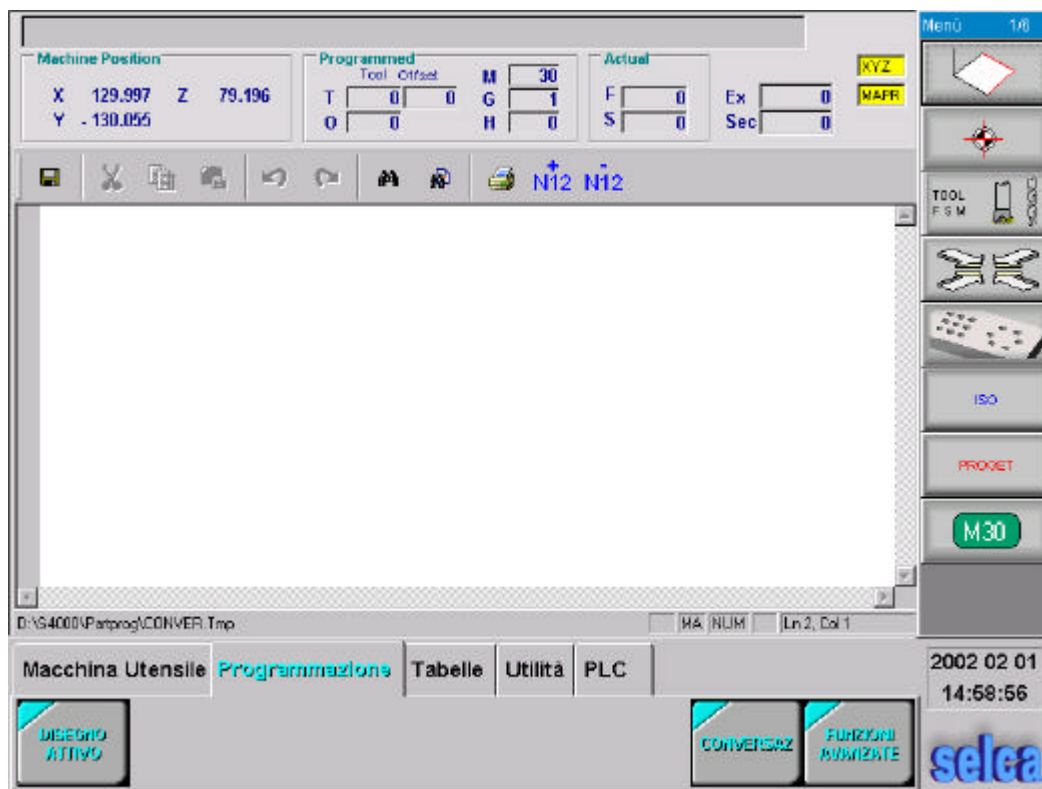 Menù 1/6
Machine Position
X 129.997 Z 79.196
Y - 130.055
Programmed
Tool Offset
T 0 0
O 0
M 30
G 1
H 0
Actual
F 0
S 0
Ex 0
Sec 0
XYZ
MAPR
N12 N12
TOOL
F S M
ISO
PROGET
M30
D:\S4000\Partprog\CONVER.Tmp
MA NUM Ln 2, Col 1
Macchina Utensile Programmazione Tabelle Utilità PLC
2002 02 01
14:58:56
DISEGNO
ATTIVO
CONVERSAZ
FUNZIONI
AVANZATE
selca